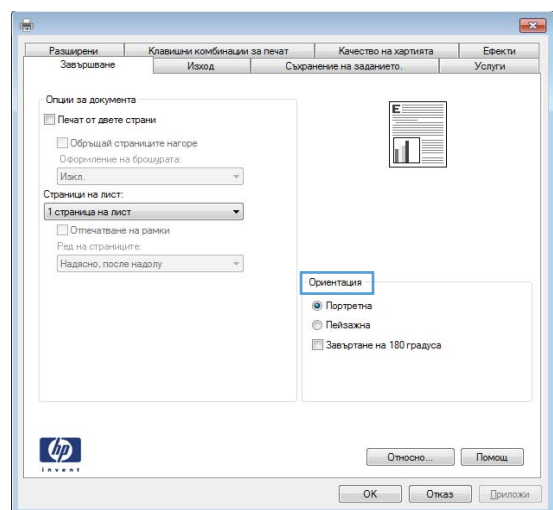 Разширени Клавишни комбинации за печат Качество на хартията Ефекти
Завършване Изход Съхранение на заданието. Услуги
Опции за документа
Печат от двете страни
Обръщай страниците нагоре
Оформление на брошурата:
Изкл.
Страници на лист:
1 страница на лист
Отпечатване на рамки
Ред на страниците:
Надясно, после надолу
E
Ориентация
Портретна
Пейзажна
Завъртане на 180 градуса
hp
invent
Относно... Помощ
OK Отказ Приложи